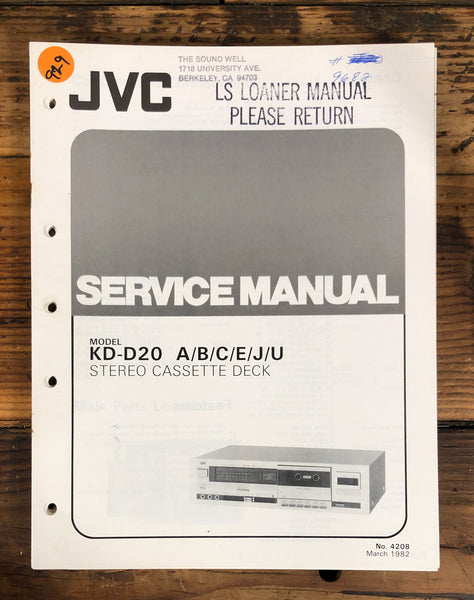 929
THE SOUND WELL
1718 UNIVERSITY AVE.
BERKELEY, CA 94703
#
9682
JVC
LS LOANER MANUAL
PLEASE RETURN
SERVICE MANUAL
MODEL
KD-D20 A/B/C/E/J/U
STEREO CASSETTE DECK
No. 4208
March 1982